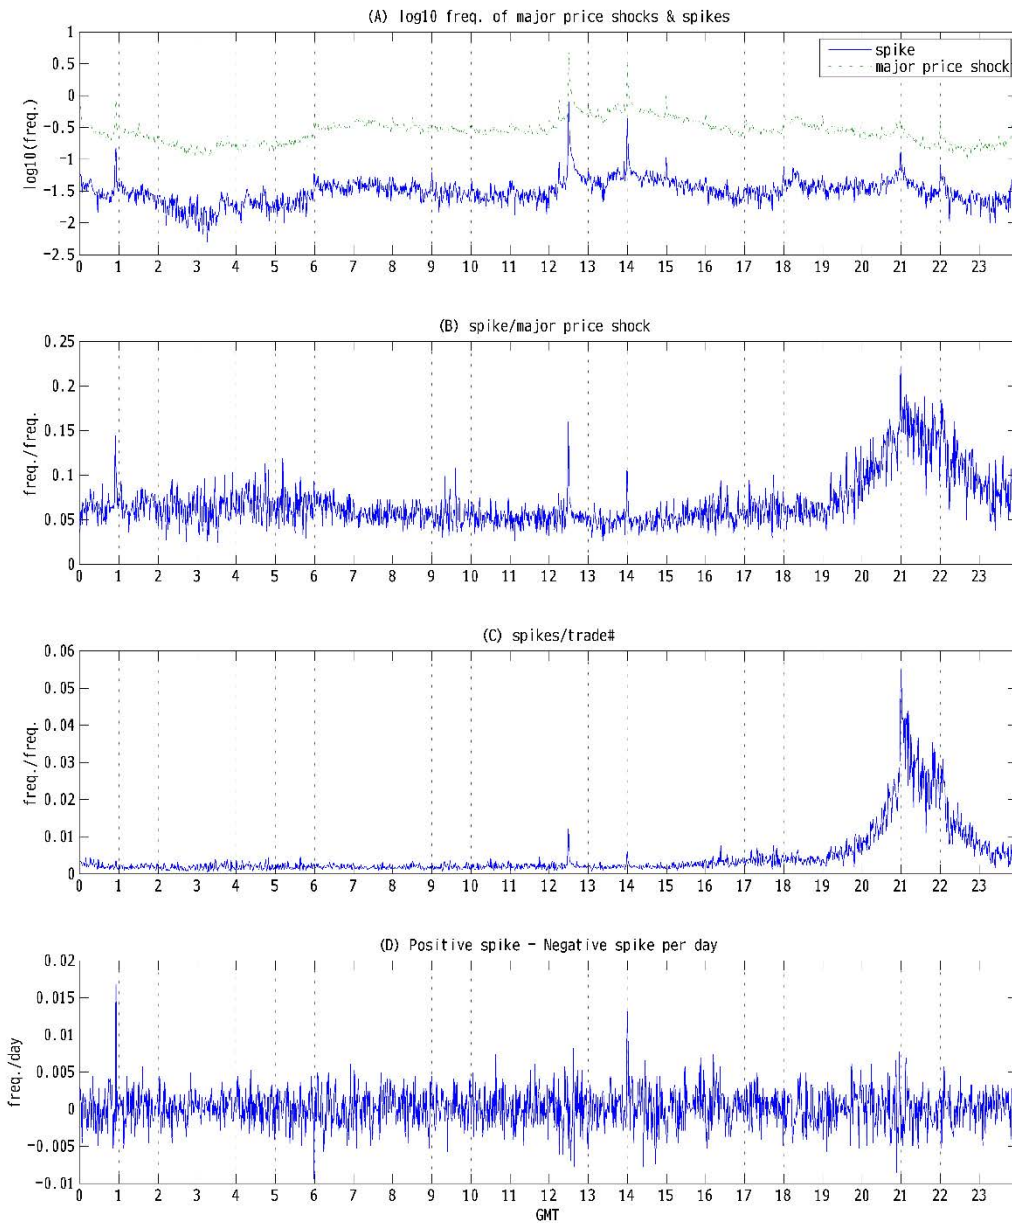 (A) log10 freq. of major price shocks & spikes
log10(freq.)
1
0.5
0
-0.5
-1
-1.5
-2
-2.5
spike
major price shock
0 1 2 3 4 5 6 7 8 9 10 11 12 13 14 15 16 17 18 19 20 21 22 23
(B) spike/major price shock
freq./freq.
0.25
0.2
0.15
0.1
0.05
0
0 1 2 3 4 5 6 7 8 9 10 11 12 13 14 15 16 17 18 19 20 21 22 23
(C) spikes/trade#
freq./freq.
0.06
0.05
0.04
0.03
0.02
0.01
0
0 1 2 3 4 5 6 7 8 9 10 11 12 13 14 15 16 17 18 19 20 21 22 23
(D) Positive spike - Negative spike per day
freq./day
0.02
0.015
0.01
0.005
0
-0.005
-0.01
0 1 2 3 4 5 6 7 8 9 10 11 12 13 14 15 16 17 18 19 20 21 22 23
GMT